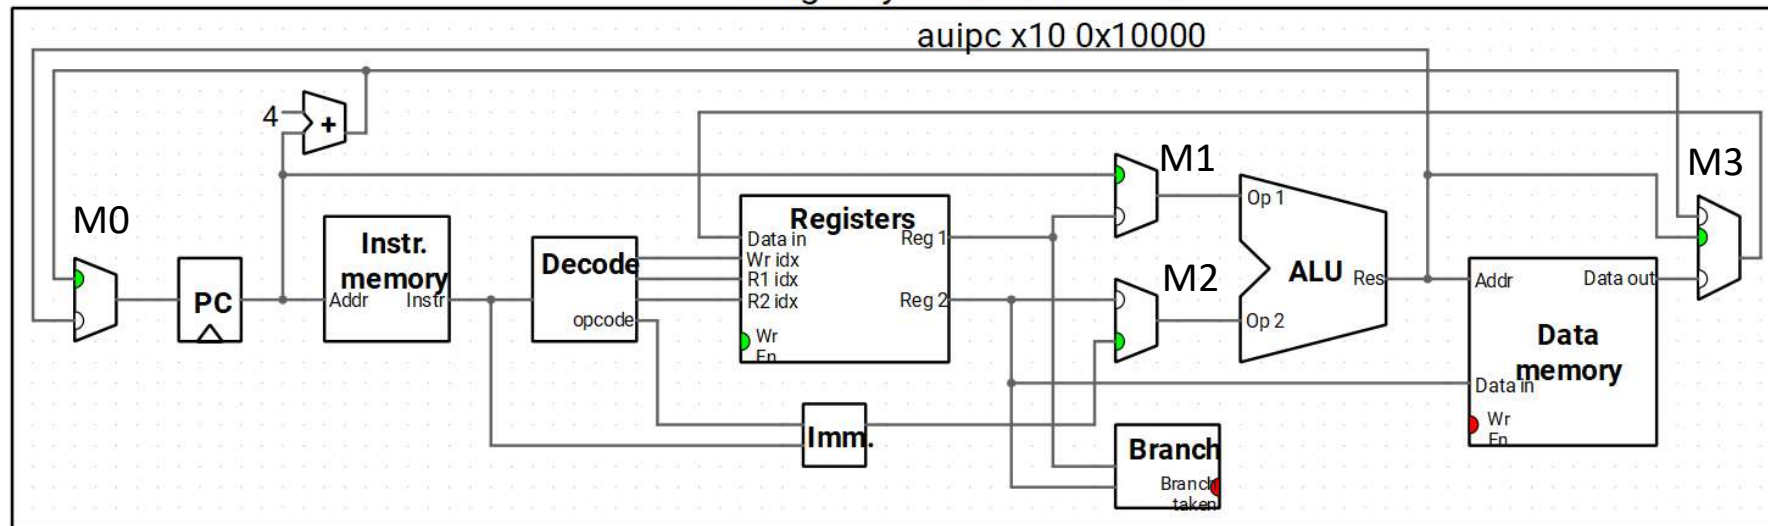 auipc x10 0x10000
4
+
M0
PC
Instr.
memory
Addr
Instr
Decode
opcode
Registers
Data in
Wr idx
R1 idx
R2 idx
Wr
En
Reg 1
Reg 2
Imm.
M1
M2
Op 1
Op 2
ALU
Res
Branch
Branch
taken
Addr
Data out
Data
memory
Data in
Wr
En
M3